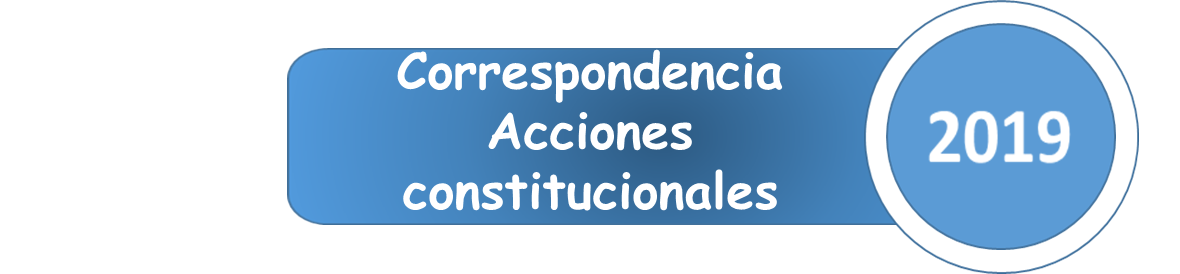 Correspondencia
Acciones
constitucionales
2019